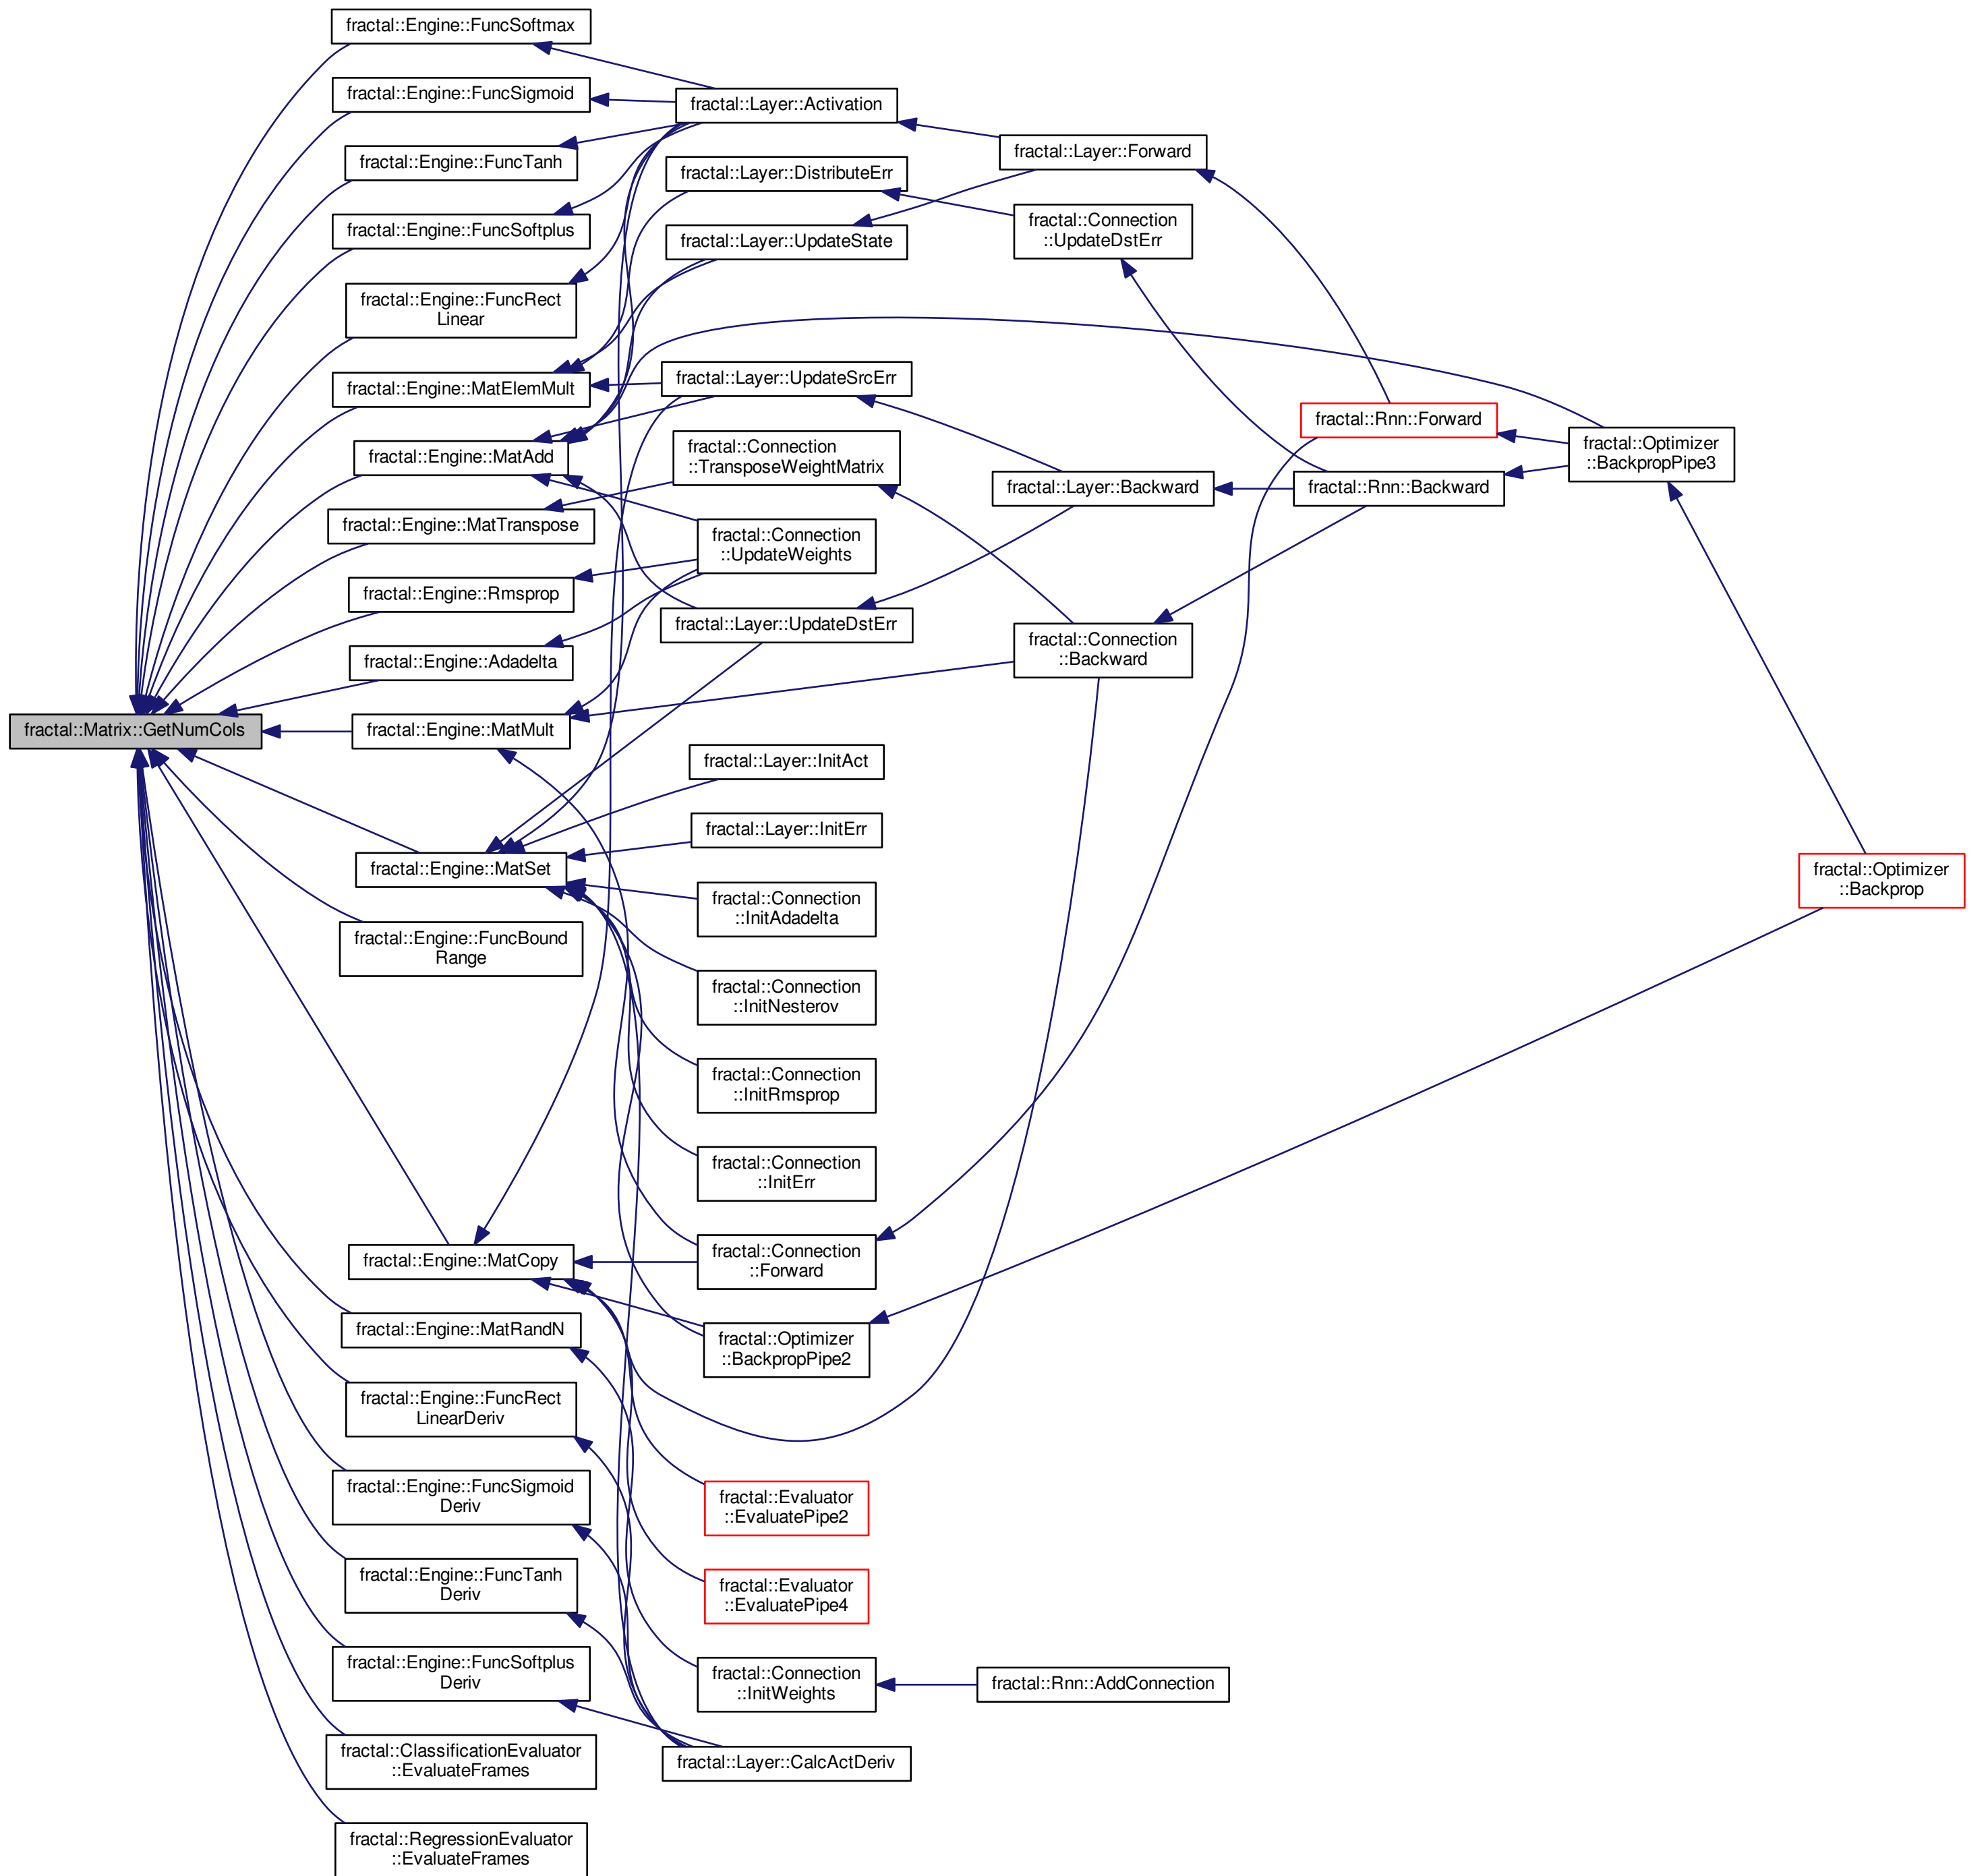 fractal::Matrix::GetNumCols
fractal::Engine::FuncSoftmax
fractal::Engine::FuncSigmoid
fractal::Engine::FuncTanh
fractal::Engine::FuncSoftplus
fractal::Engine::FuncRect
Linear
fractal::Engine::MatElemMult
fractal::Engine::MatAdd
fractal::Engine::MatTranspose
fractal::Engine::Rmsprop
fractal::Engine::Adadelta
fractal::Engine::MatMult
fractal::Engine::MatSet
fractal::Engine::FuncBound
Range
fractal::Engine::MatCopy
fractal::Engine::MatRandN
fractal::Engine::FuncRect
LinearDeriv
fractal::Engine::FuncSigmoid
Deriv
fractal::Engine::FuncTanh
Deriv
fractal::Engine::FuncSoftplus
Deriv
fractal::ClassificationEvaluator
::EvaluateFrames
fractal::RegressionEvaluator
::EvaluateFrames
fractal::Layer::Activation
fractal::Layer::DistributeErr
fractal::Layer::UpdateState
fractal::Layer::UpdateSrcErr
fractal::Connection
::TransposeWeightMatrix
fractal::Connection
::UpdateWeights
fractal::Layer::UpdateDstErr
fractal::Layer::InitAct
fractal::Layer::InitErr
fractal::Connection
::InitAdadelta
fractal::Connection
::InitNesterov
fractal::Connection
::InitRmsprop
fractal::Connection
::InitErr
fractal::Connection
::Forward
fractal::Optimizer
::BackpropPipe2
fractal::Evaluator
::EvaluatePipe2
fractal::Evaluator
::EvaluatePipe4
fractal::Connection
::InitWeights
fractal::Layer::CalcActDeriv
fractal::Layer::Forward
fractal::Connection
::UpdateDstErr
fractal::Layer::Backward
fractal::Connection
::Backward
fractal::Rnn::AddConnection
fractal::Rnn::Forward
fractal::Rnn::Backward
fractal::Optimizer
::BackpropPipe3
fractal::Optimizer
::Backprop